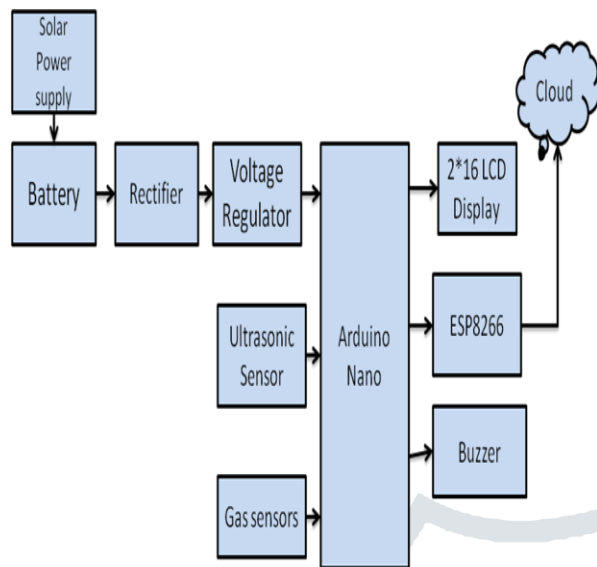 Solar
Power
supply
Cloud
Battery
Rectifier
Voltage
Regulator
2*16 LCD
Display
Ultrasonic
Sensor
Arduino
Nano
ESP8266
Gas sensors
Buzzer